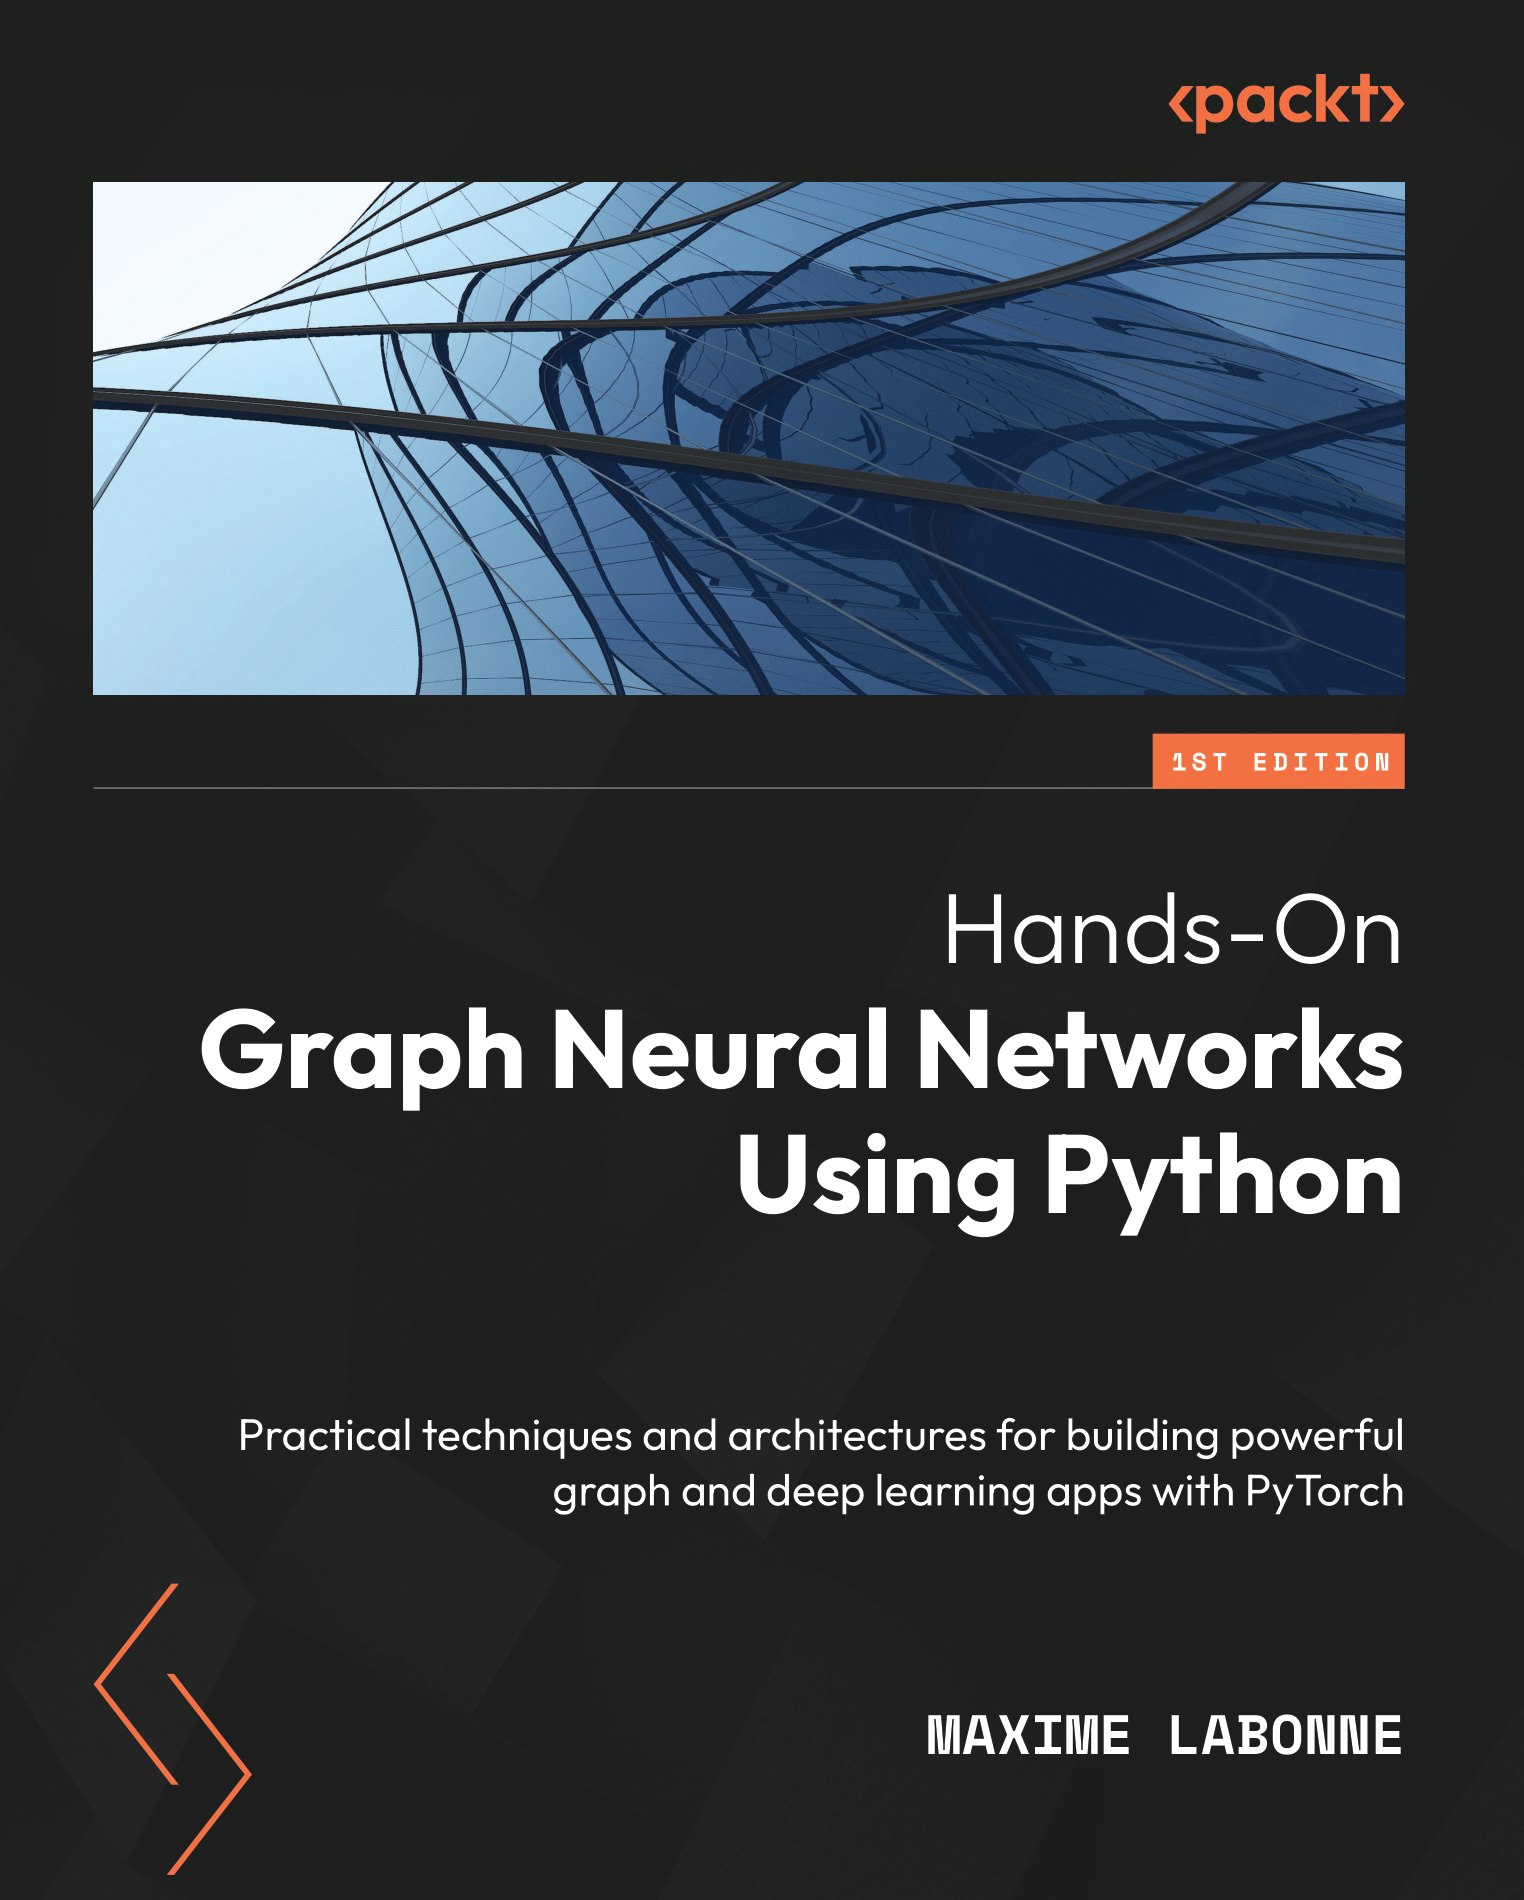 <packt>
1ST EDITION
Hands-On
Graph Neural Networks
Using Python
Practical techniques and architectures for building powerful
graph and deep learning apps with PyTorch
MAXIME LABONNE